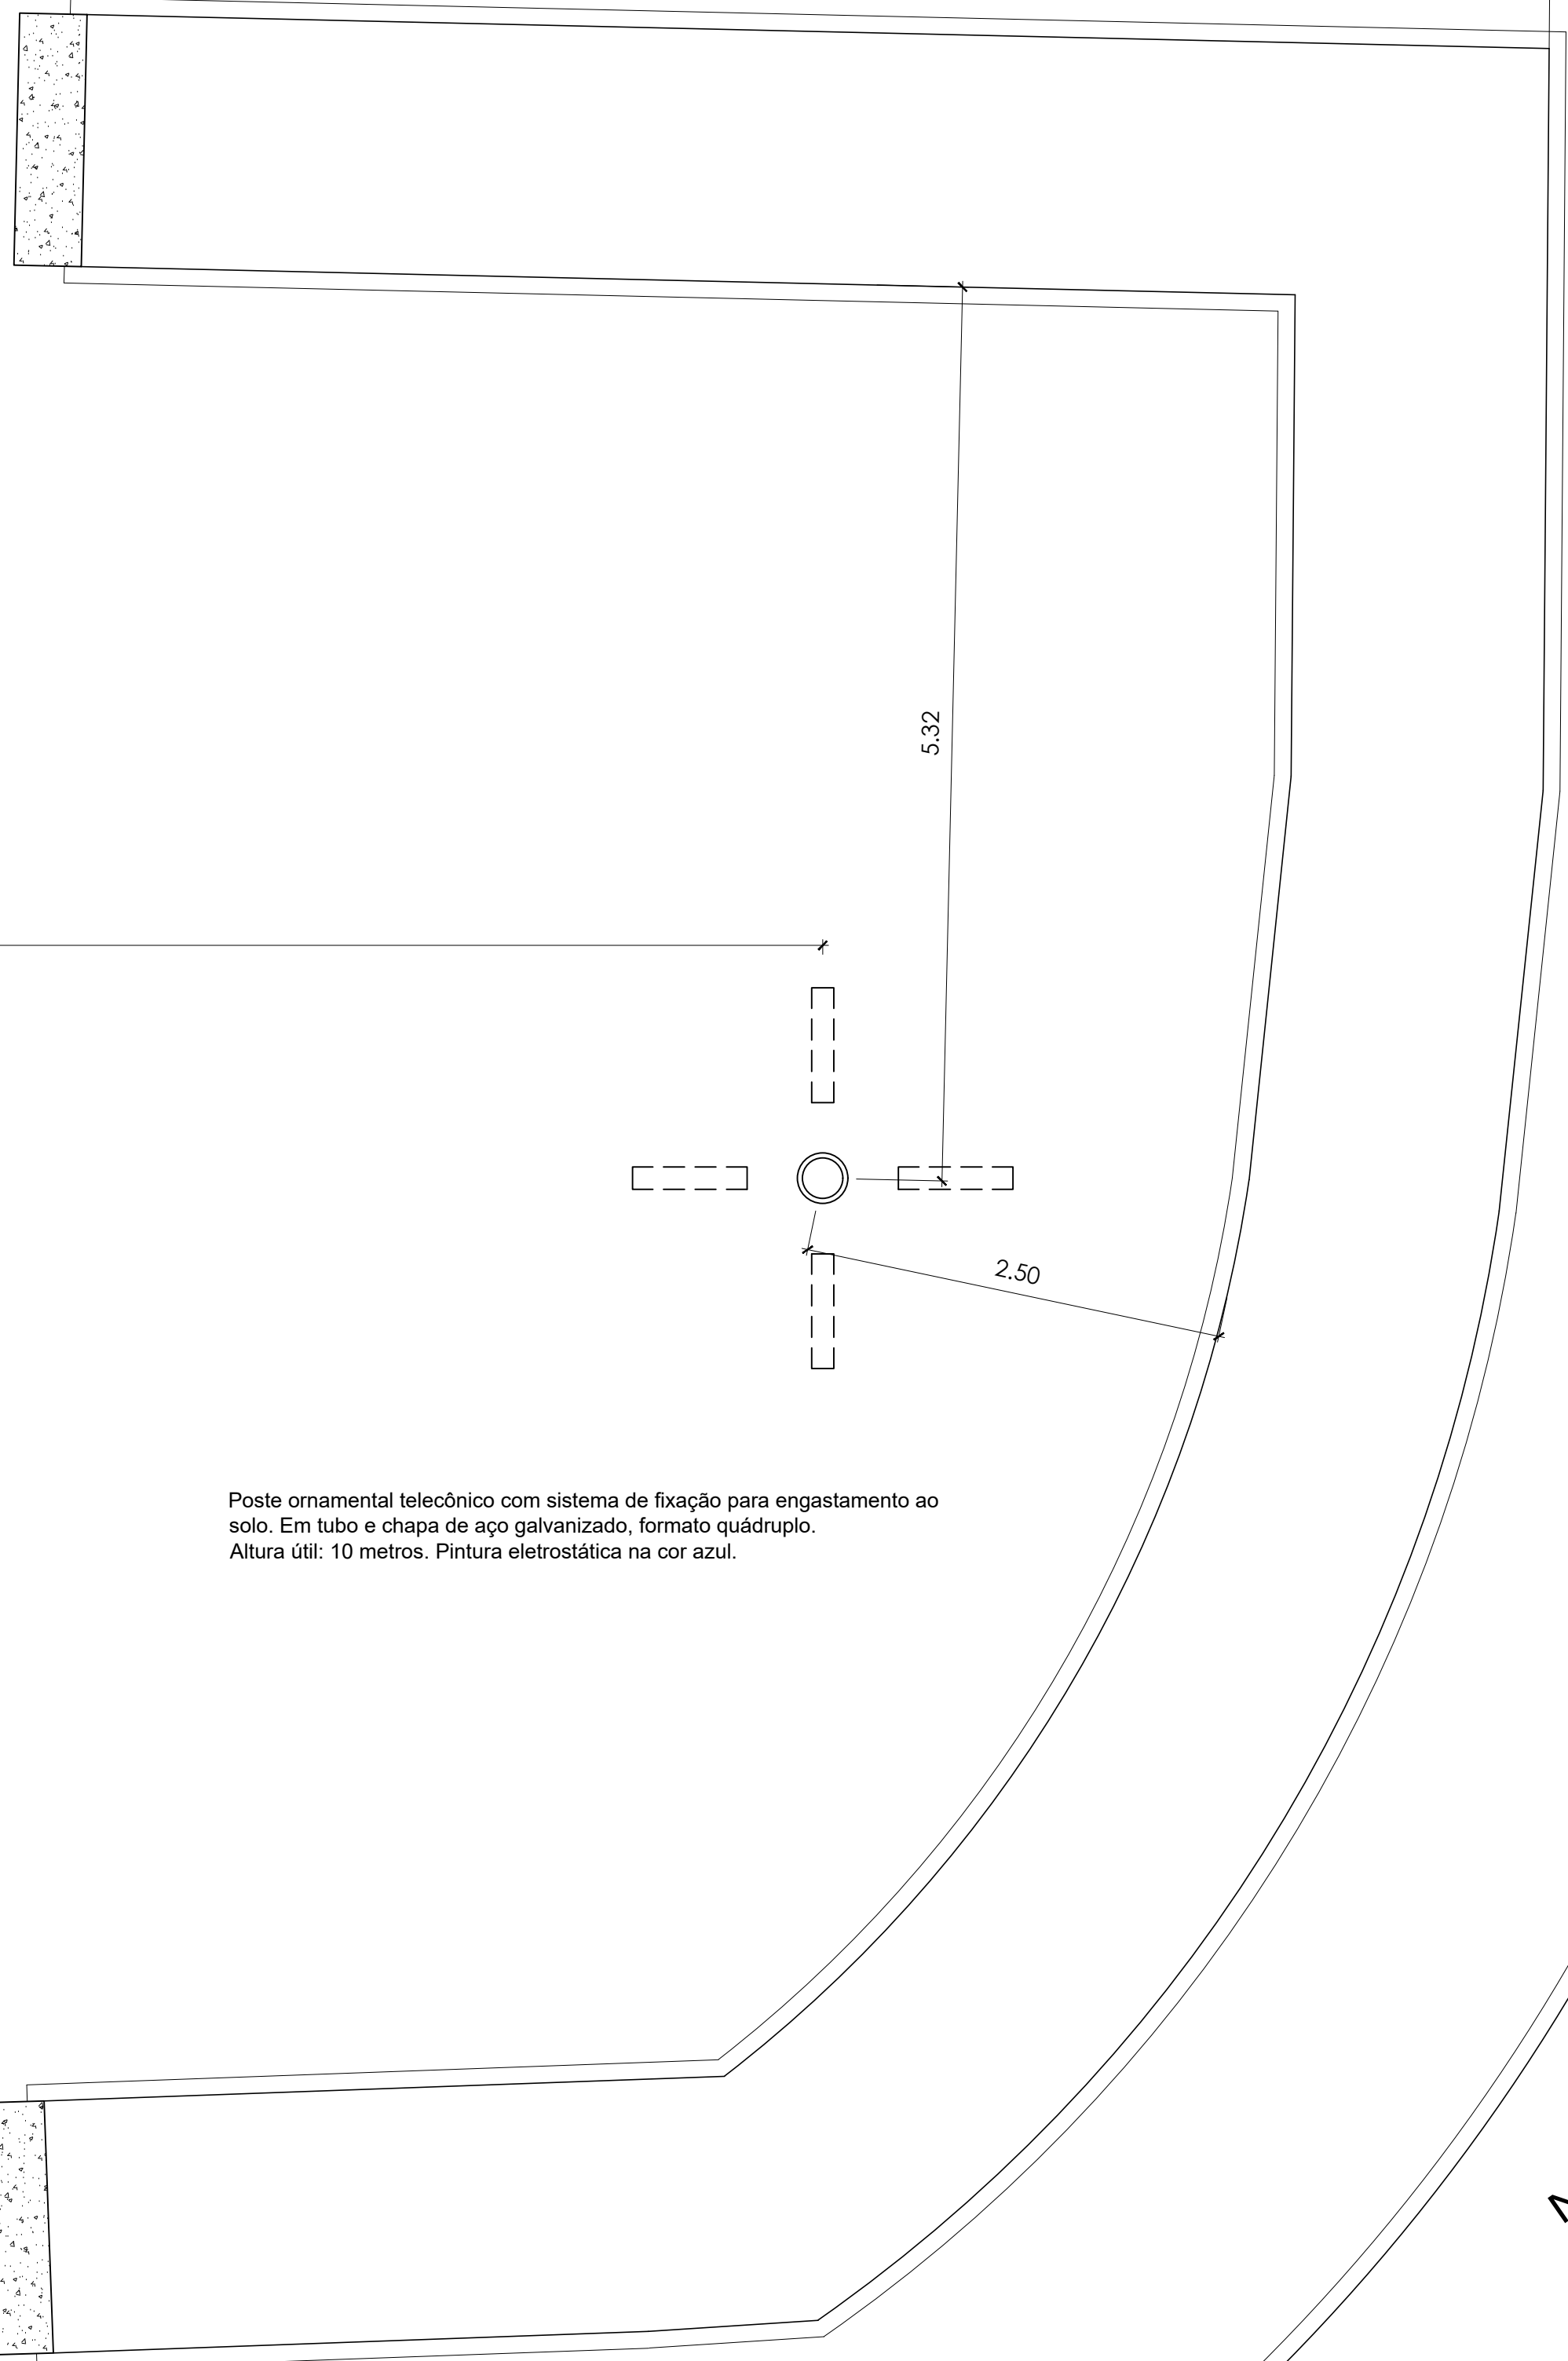 5.32
2.50
Poste ornamental telecônico com sistema de fixação para engastamento ao
solo. Em tubo e chapa de aço galvanizado, formato quádruplo.
Altura útil: 10 metros. Pintura eletrostática na cor azul.